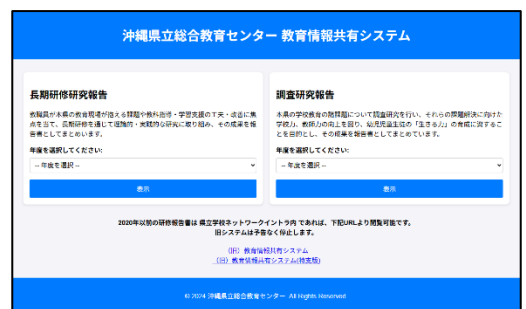 沖縄県立総合教育センター 教育情報共有システム
長期研修研究報告
教職員が本県の教育現場が抱える課題や教科指導・学習支援の工夫・改善に焦
点を当て、長期研修を通して理論的・実践的な研究に取り組み、その成果を報
告書としてまとめています。
年度を選択してください:
-- 年度を選択 --
表示
調査研究報告
本県の学校教育の諸課題について調査研究を行い、それらの課題解決に向けた
学校力、教師力の向上を図り、幼児児童生徒の「生きる力」の育成に資するこ
とを目的とし、その成果を報告書としてまとめています。
年度を選択してください:
-- 年度を選択 --
表示
2020年以前の研修報告書は 県立学校ネットワークイントラ内 であれば、下記URLより閲覧可能です。
旧システムは予告なく停止します。
（旧）教育情報共有システム
（旧）教育情報共有システム(特支版)
© 2024 沖縄県立総合教育センター All Rights Reserved